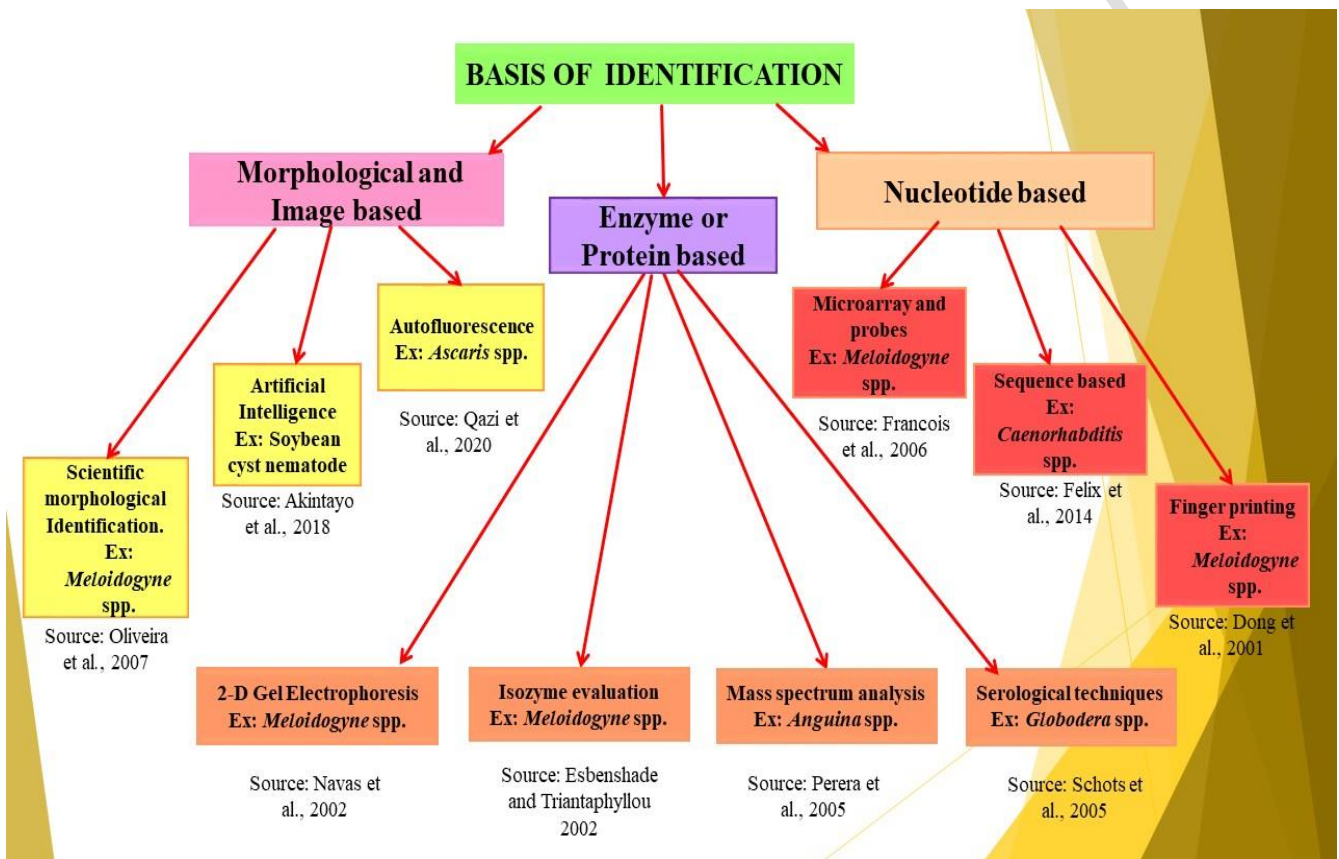 BASIS OF IDENTIFICATION
Morphological and
Image based
Enzyme or
Protein based
Nucleotide based
Scientific
morphological
Identification.
Ex:
Meloidogyne
spp.
Source: Oliveira
et al., 2007
Artificial
Intelligence
Ex: Soybean
cyst nematode
Source: Akintayo
et al., 2018
Autofluorescence
Ex: Ascaris spp.
Source: Qazi et
al., 2020
2-D Gel Electrophoresis
Ex: Meloidogyne spp.
Source: Navas et
al., 2002
Isozyme evaluation
Ex: Meloidogyne spp.
Source: Esbenshade
and Triantaphyllou
2002
Mass spectrum analysis
Ex: Anguina spp.
Source: Perera et
al., 2005
Serological techniques
Ex: Globodera spp.
Source: Schots et
al., 2005
Microarray and
probes
Ex: Meloidogyne
spp.
Source: Francois
et al., 2006
Sequence based
Ex:
Caenorhabditis
spp.
Source: Felix et
al., 2014
Finger printing
Ex:
Meloidogyne
spp.
Source: Dong et
al., 2001